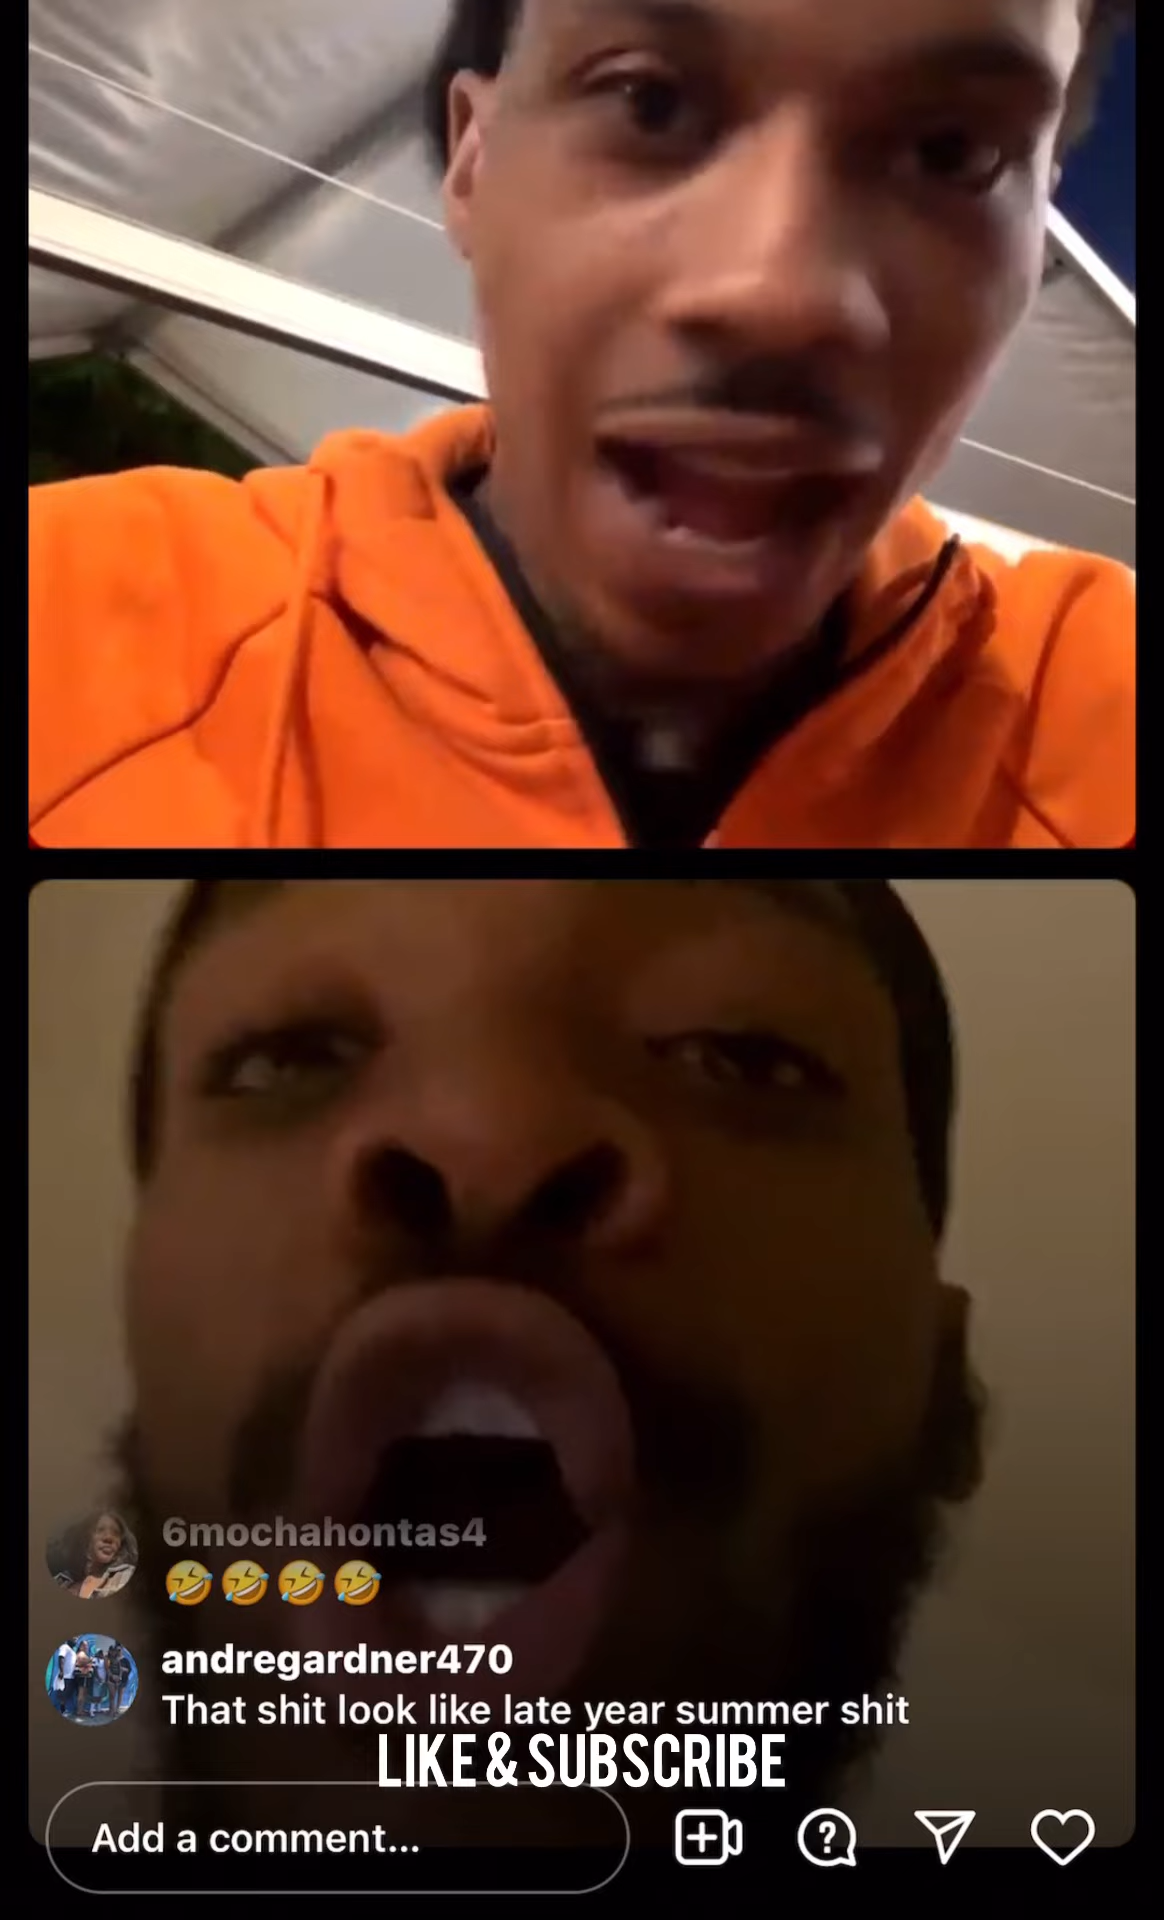 6mochahontas4
🤣🤣🤣🤣
andregardner470
That shit look like late year summer shit
LIKE & SUBSCRIBE
Add a comment...